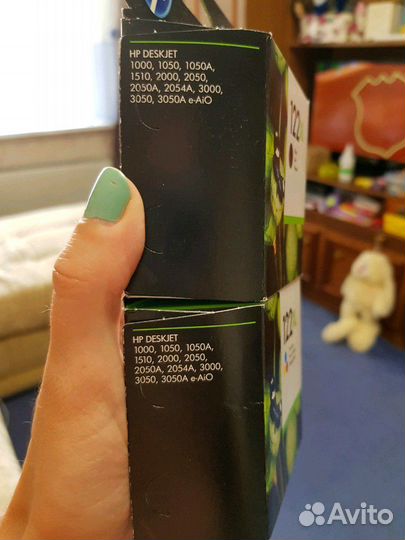 HP DESKJET
1000, 1050, 1050A,
1510, 2000, 2050,
2050A, 2054A, 3000,
3050, 3050A e-AiO
122
HP DESKJET
1000, 1050, 1050A,
1510, 2000, 2050,
2050A, 2054A, 3000,
3050, 3050A e-AiO
122
Avito